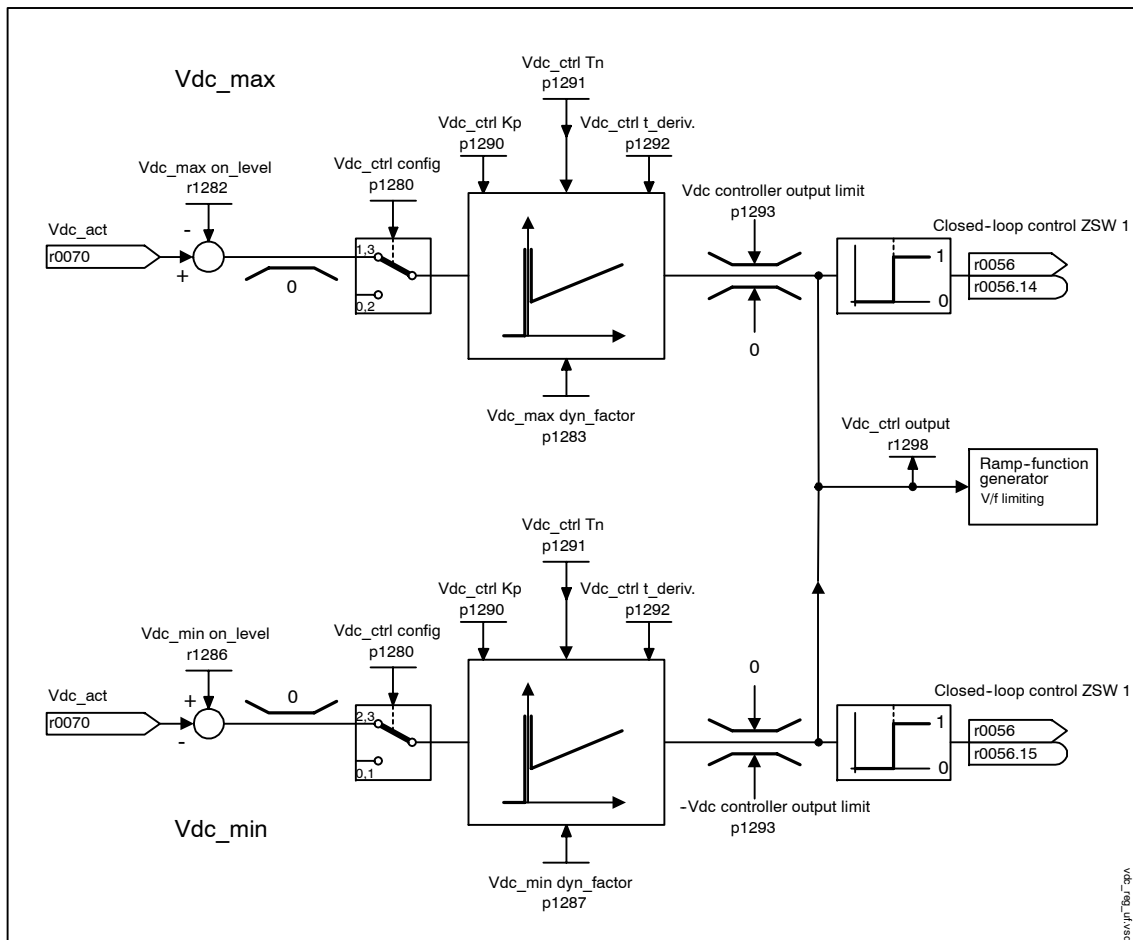 Vdc_max
Vdc_ctrl Tn
p1291
Vdc_ctrl Kp
p1290
Vdc_ctrl t_deriv.
p1292
Vdc_max on_level
r1282
Vdc_ctrl config
p1280
Vdc controller output limit
p1293
Closed-loop control ZSW 1
Vdc_act
r0070
-
+
0
1,3
0,2
0
1
0
r0056
r0056.14
Vdc_max dyn_factor
p1283
Vdc_ctrl output
r1298
Ramp-function
generator
V/f limiting
Vdc_ctrl Tn
p1291
Vdc_ctrl Kp
p1290
Vdc_ctrl t_deriv.
p1292
Vdc_min on_level
r1286
Vdc_ctrl config
p1280
0
Closed-loop control ZSW 1
Vdc_act
r0070
+
-
0
2,3
0,1
1
0
r0056
r0056.15
-Vdc controller output limit
p1293
Vdc_min
Vdc_min dyn_factor
p1287
vdc_reg_uf.vsd